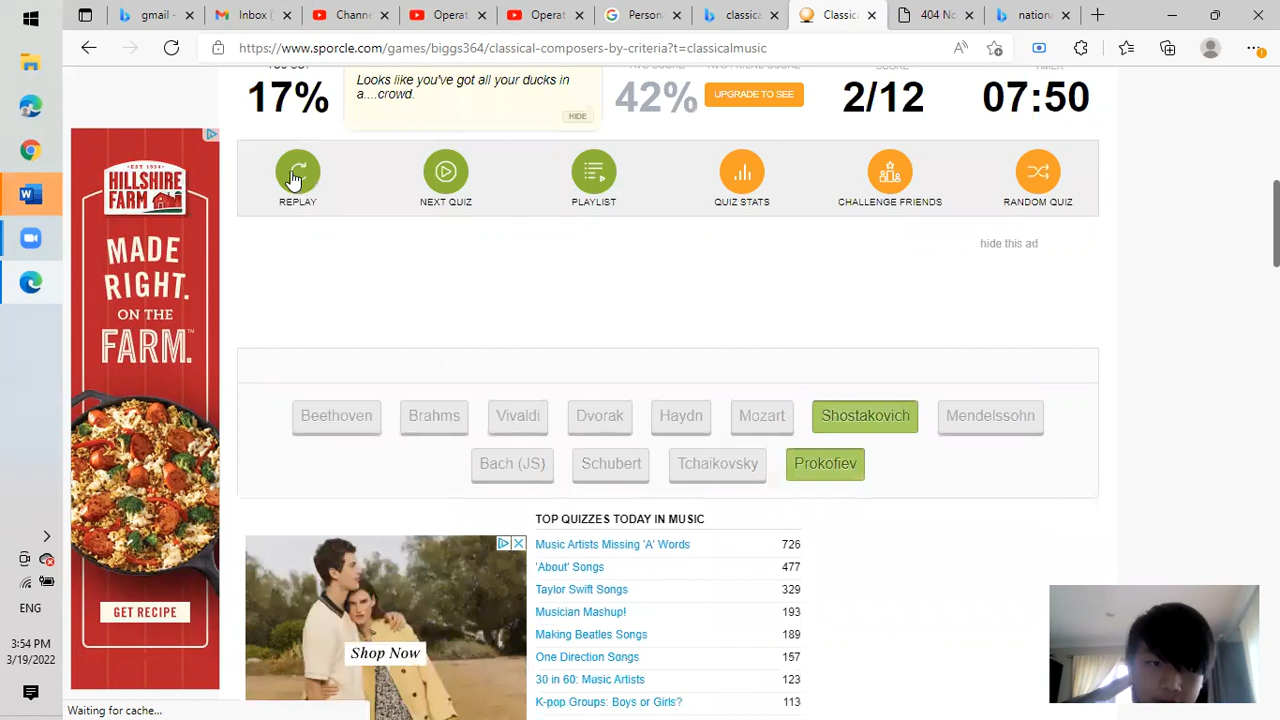 gmail -
Inbox (
Channe
Operat
Operat
Persona
classica
Classica
404 No
nation
https://www.sporcle.com/games/biggs364/classical-composers-by-criteria?t=classicalmusic
Looks like you've got all your ducks in
a....crowd.
HIDE
17%
42%
UPGRADE TO SEE
2/12
07:50
REPLAY
NEXT QUIZ
PLAYLIST
QUIZ STATS
CHALLENGE FRIENDS
RANDOM QUIZ
hide this ad
HILLSHIRE
FARM
MADE
RIGHT.
ON THE
FARM.™
GET RECIPE
Beethoven
Brahms
Vivaldi
Dvorak
Haydn
Mozart
Shostakovich
Mendelssohn
Bach (JS)
Schubert
Tchaikovsky
Prokofiev
TOP QUIZZES TODAY IN MUSIC
Music Artists Missing 'A' Words 726
'About' Songs 477
Taylor Swift Songs 329
Musician Mashup! 193
Making Beatles Songs 189
One Direction Songs 157
30 in 60: Music Artists 123
K-pop Groups: Boys or Girls? 113
Shop Now
ENG
3:54 PM
3/19/2022
Waiting for cache...